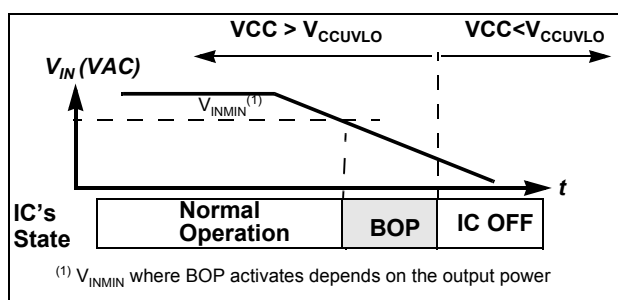 VCC > VCCUVLO VCC<VCCUVLO
VIN (VAC)
VINMIN(1)
t
IC's State Normal Operation BOP IC OFF
(1) VINMIN where BOP activates depends on the output power